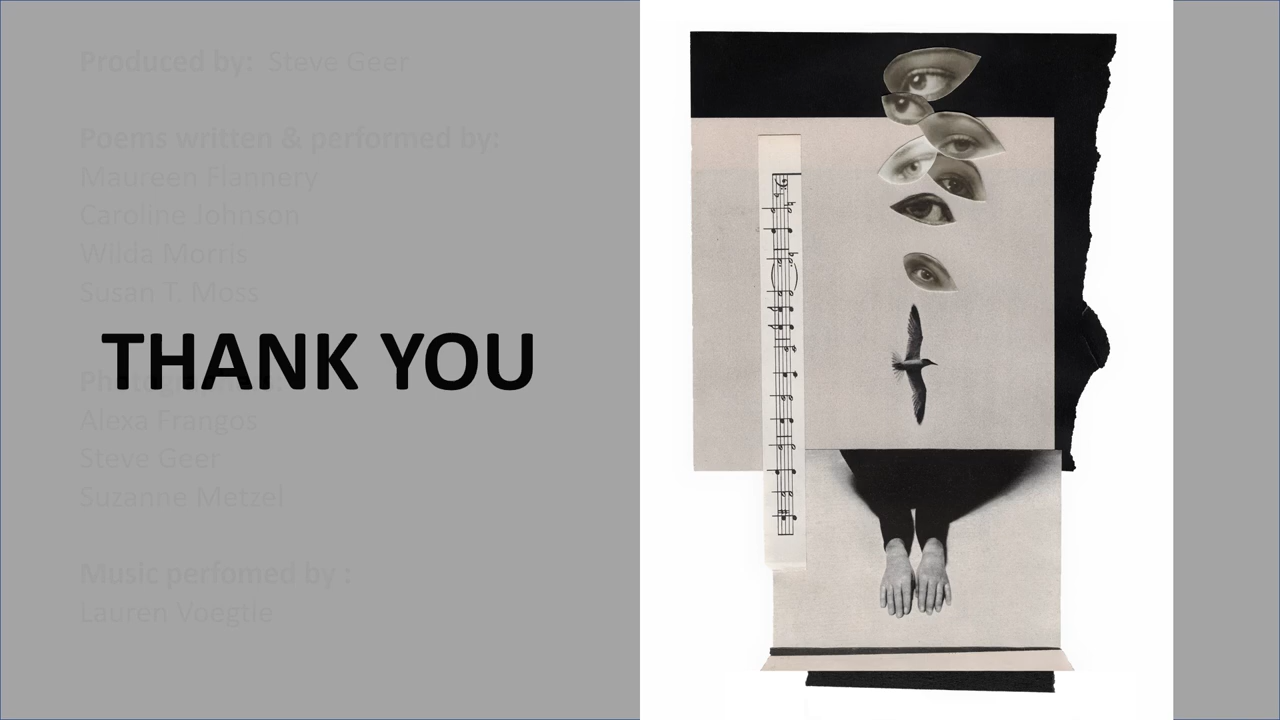 Produced by:  Steve Geer
Poems written & performed by:
Maureen Flannery
Caroline Johnson
Wilda Morris
Susan T. Moss
THANK YOU
Alexa Frangos
Steve Geer
Suzanne Metzel
Music perfomed by :
Lauren Voegtle